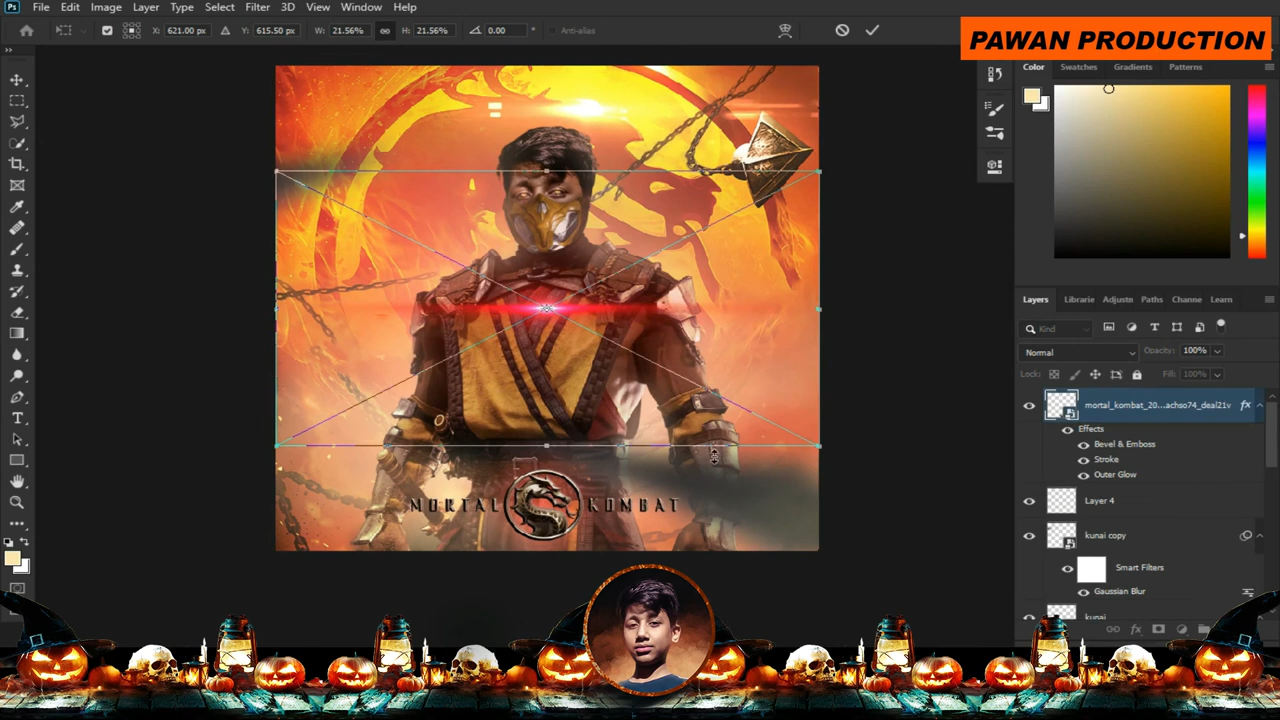 Ps File Edit Image Layer Type Select Filter 3D View Window Help
X: 621.00 px Y: 615.50 px W: 21.56% H: 21.56% 0.00 ° Anti-alias
PAWAN PRODUCTION
Color Swatches Gradients Patterns
Layers Librarie Adjustn Paths Channe Learn
Kind
Normal Opacity: 100%
Lock: Fill: 100%
mortal_kombat_20...achso74_deal21v fx
Effects
Bevel & Emboss
Stroke
Outer Glow
Layer 4
kunai copy
Smart Filters
Gaussian Blur
kunai
MORTAL KOMBAT